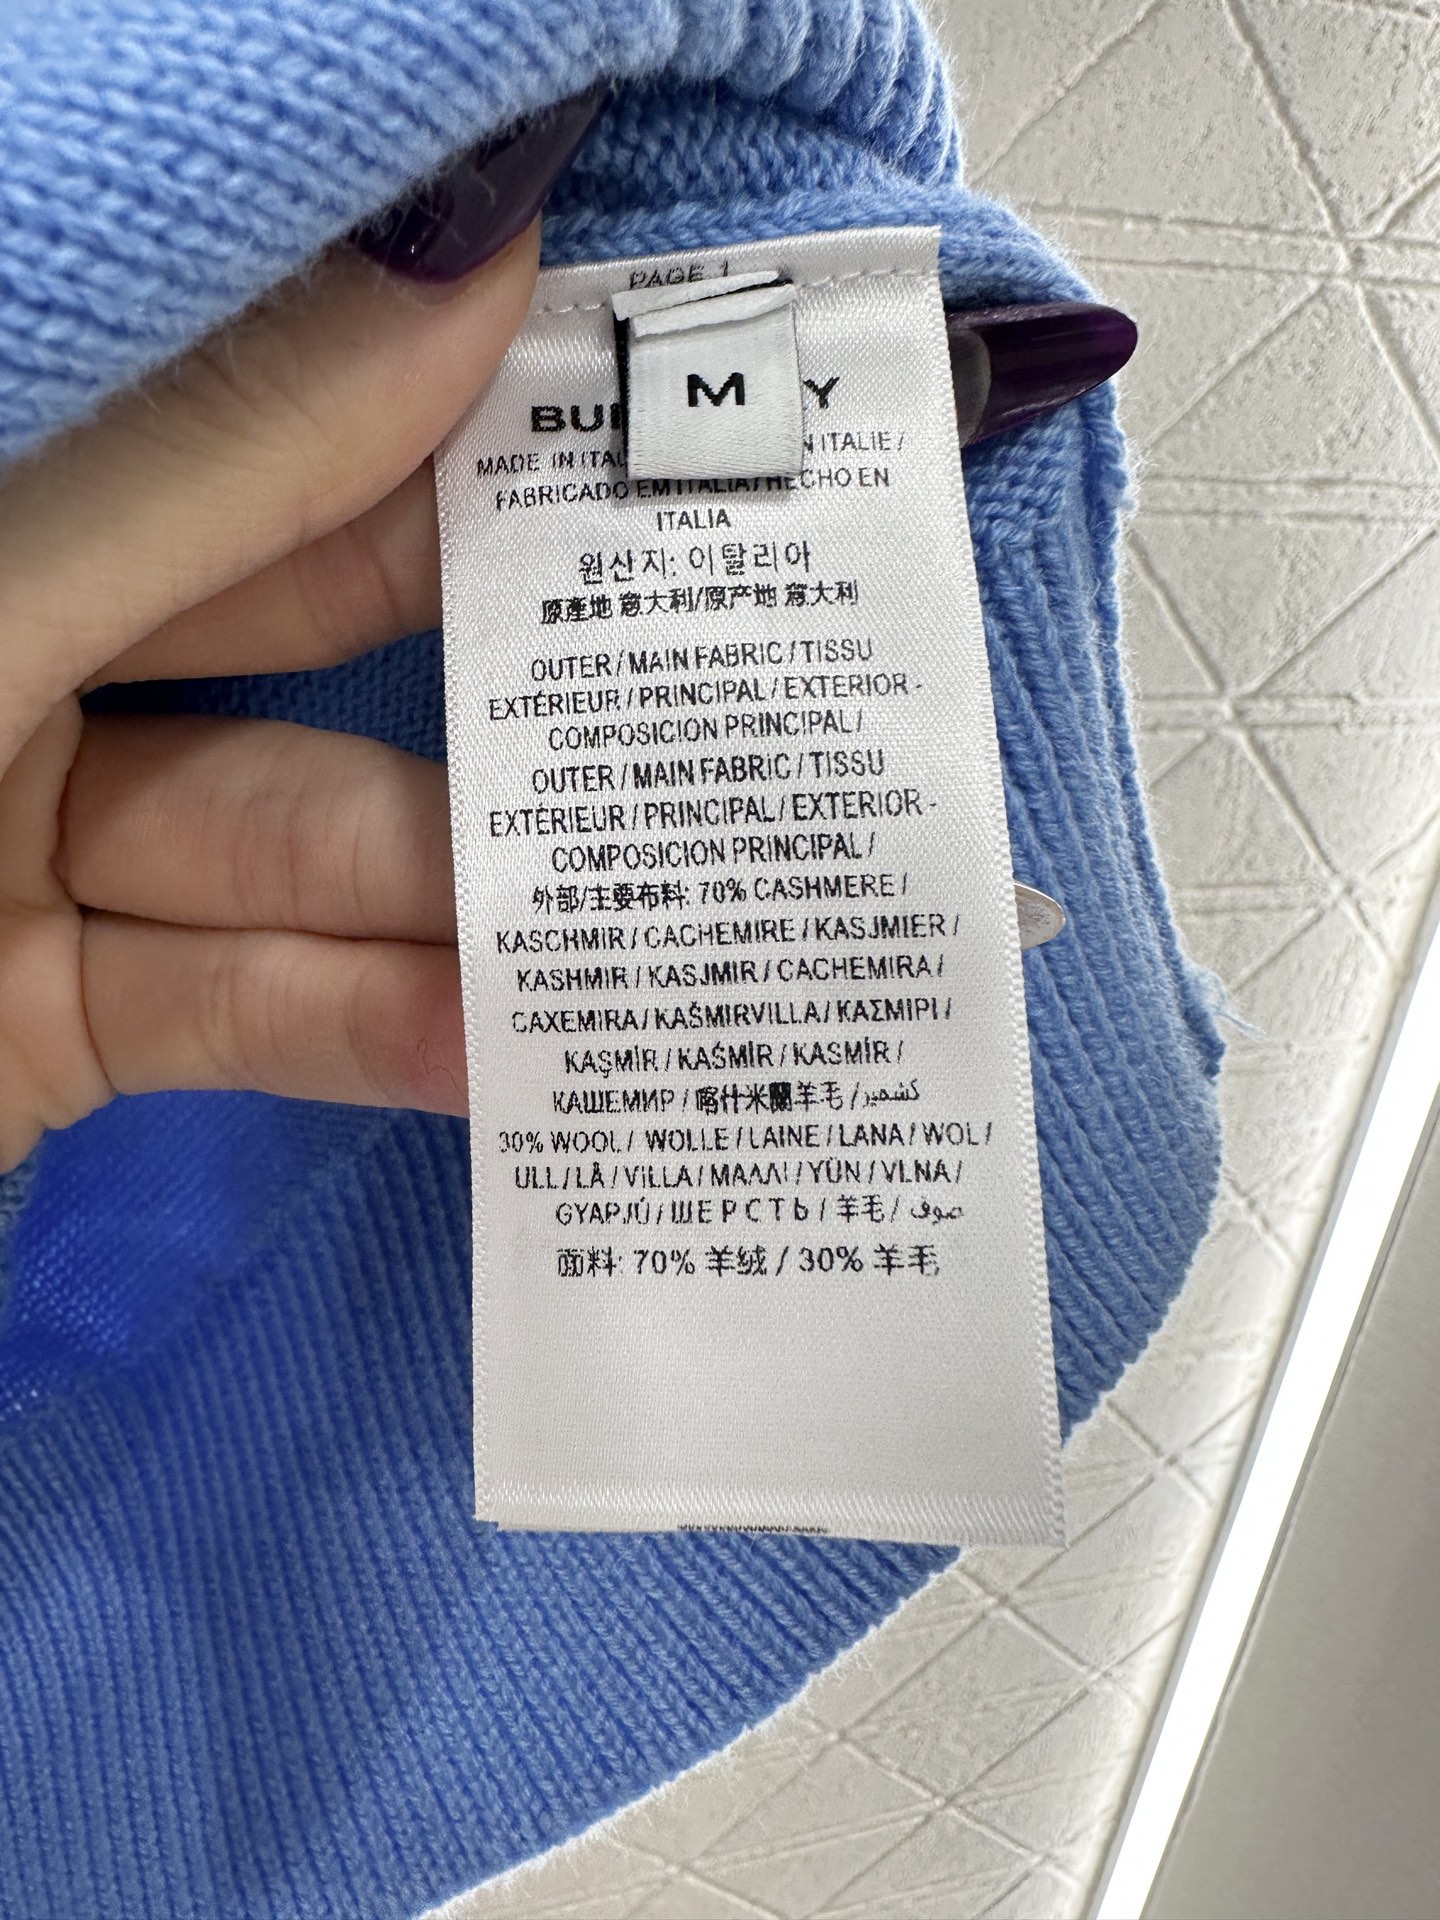 PAGE 1
M
BU Y
MADE IN ITAL N ITALIE /
FABRICADO EM ITALIA / HECHO EN
ITALIA
원산지: 이탈리아
原產地 意大利/原产地 意大利
OUTER / MAIN FABRIC / TISSU
EXTÉRIEUR / PRINCIPAL / EXTERIOR -
COMPOSICION PRINCIPAL /
OUTER / MAIN FABRIC / TISSU
EXTÉRIEUR / PRINCIPAL / EXTERIOR -
COMPOSICION PRINCIPAL /
外部/主要布料: 70% CASHMERE /
KASCHMIR / CACHEMIRE / KASJMIER /
KASHMIR / KASJMIR / CACHEMIRA /
CAXEMIRA / KAŠMIRVILLA / ΚΑΣΜΙΡΙ /
KAŞMİR / KAŠMÍR / KASMÍR /
КАШЕМИР / 喀什米蘭羊毛 / كشمير
30% WOOL / WOLLE / LAINE / LANA / WOL /
ULL / LÅ / VILLA / ΜΑΛΛΙ / YÜN / VLNA /
GYAPJÚ / ШЕРСТЬ / 羊毛 / صوف
面料: 70% 羊绒 / 30% 羊毛